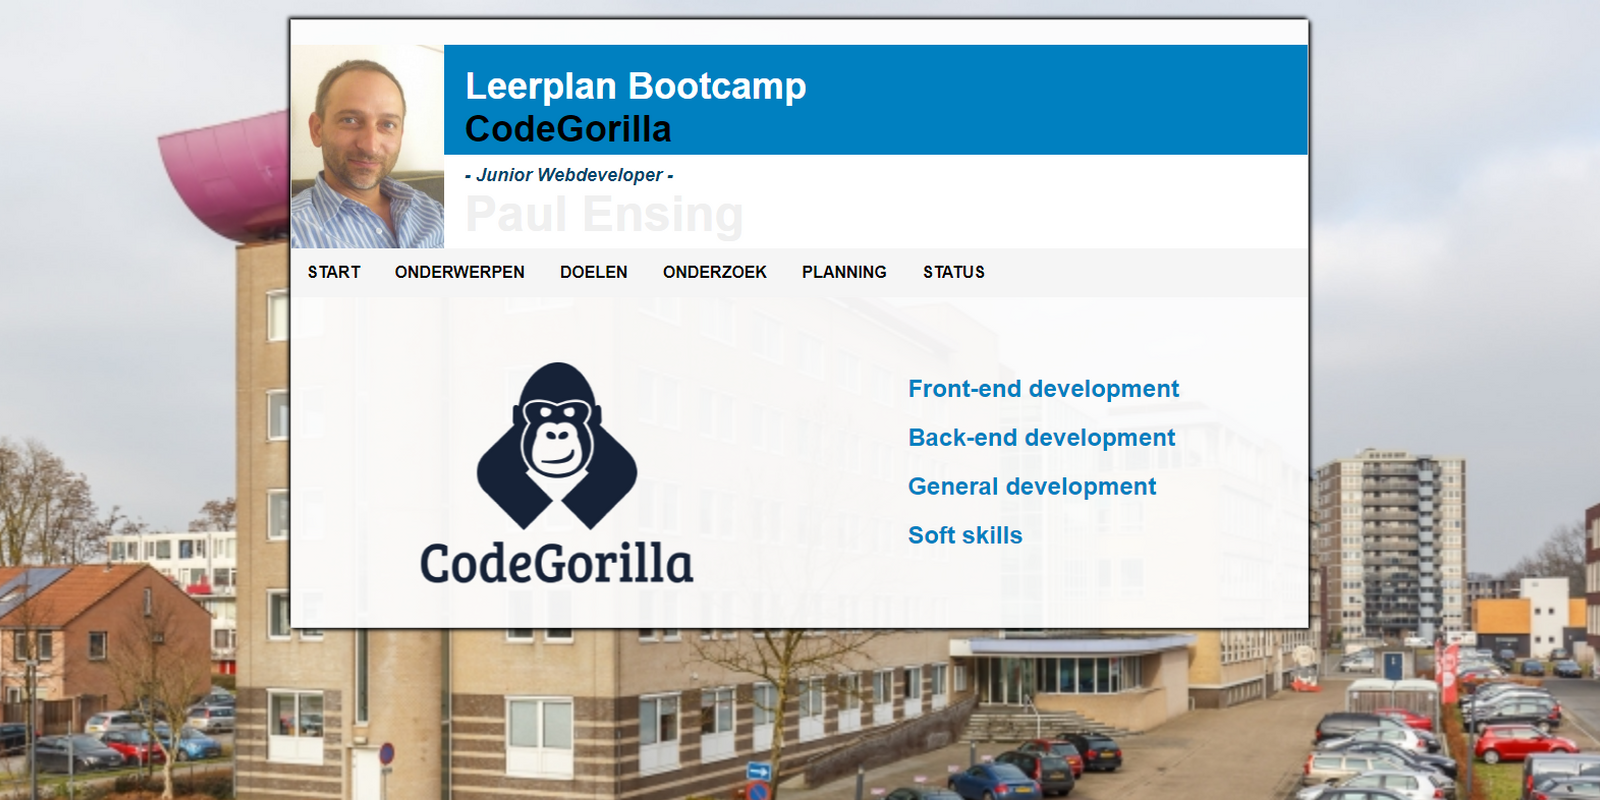 Leerplan Bootcamp
CodeGorilla
- Junior Webdeveloper -
Paul Ensing
START ONDERWERPEN DOELEN ONDERZOEK PLANNING STATUS
CodeGorilla
Front-end development
Back-end development
General development
Soft skills